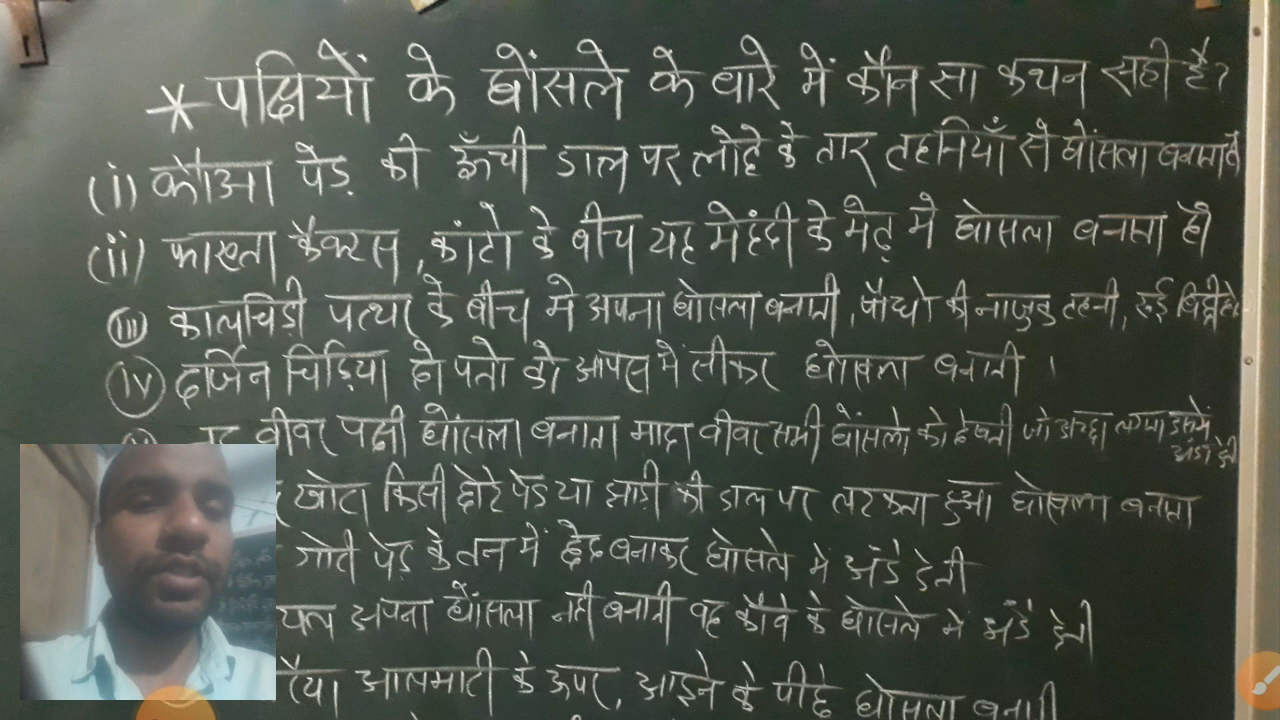 * पक्षियों के घोंसले के बारे में कौन सा कथन सही है?
(i) कौआ पेड़ की ऊँची डाल पर लोहे के तार टहनियाँ से घोंसला बनाता है
(ii) फाख्ता कैक्टस, कांटो के बीच यह मेहंदी के मेढ़ मे घोसला बनाता है
(iii) कालचिडी पत्थर के बीच मे अपना घोसला बनाती, पौधो की नाजुक टहनी, रुई
(iv) दर्जिन चिड़िया दो पतो को आपस में सीकर घोसला बनाती ।
वीवर पक्षी घोंसला बनाता मादा वीवर सभी घोंसलो को देखती जो अच्छा लगता उसमें अंडा देती
खोटा किसी छोटे पेड या झाड़ी की डाल पर लटकता हुआ घोसला बनाता
पेड़ के तन में छेद बनाकर घोसले में अंडे देती
यल अपना घोंसला नही बनाती वह कौवे के घोसले मे अंडे देती
रैया आलमारी के ऊपर, आइने के पीछे घोसला बनाती